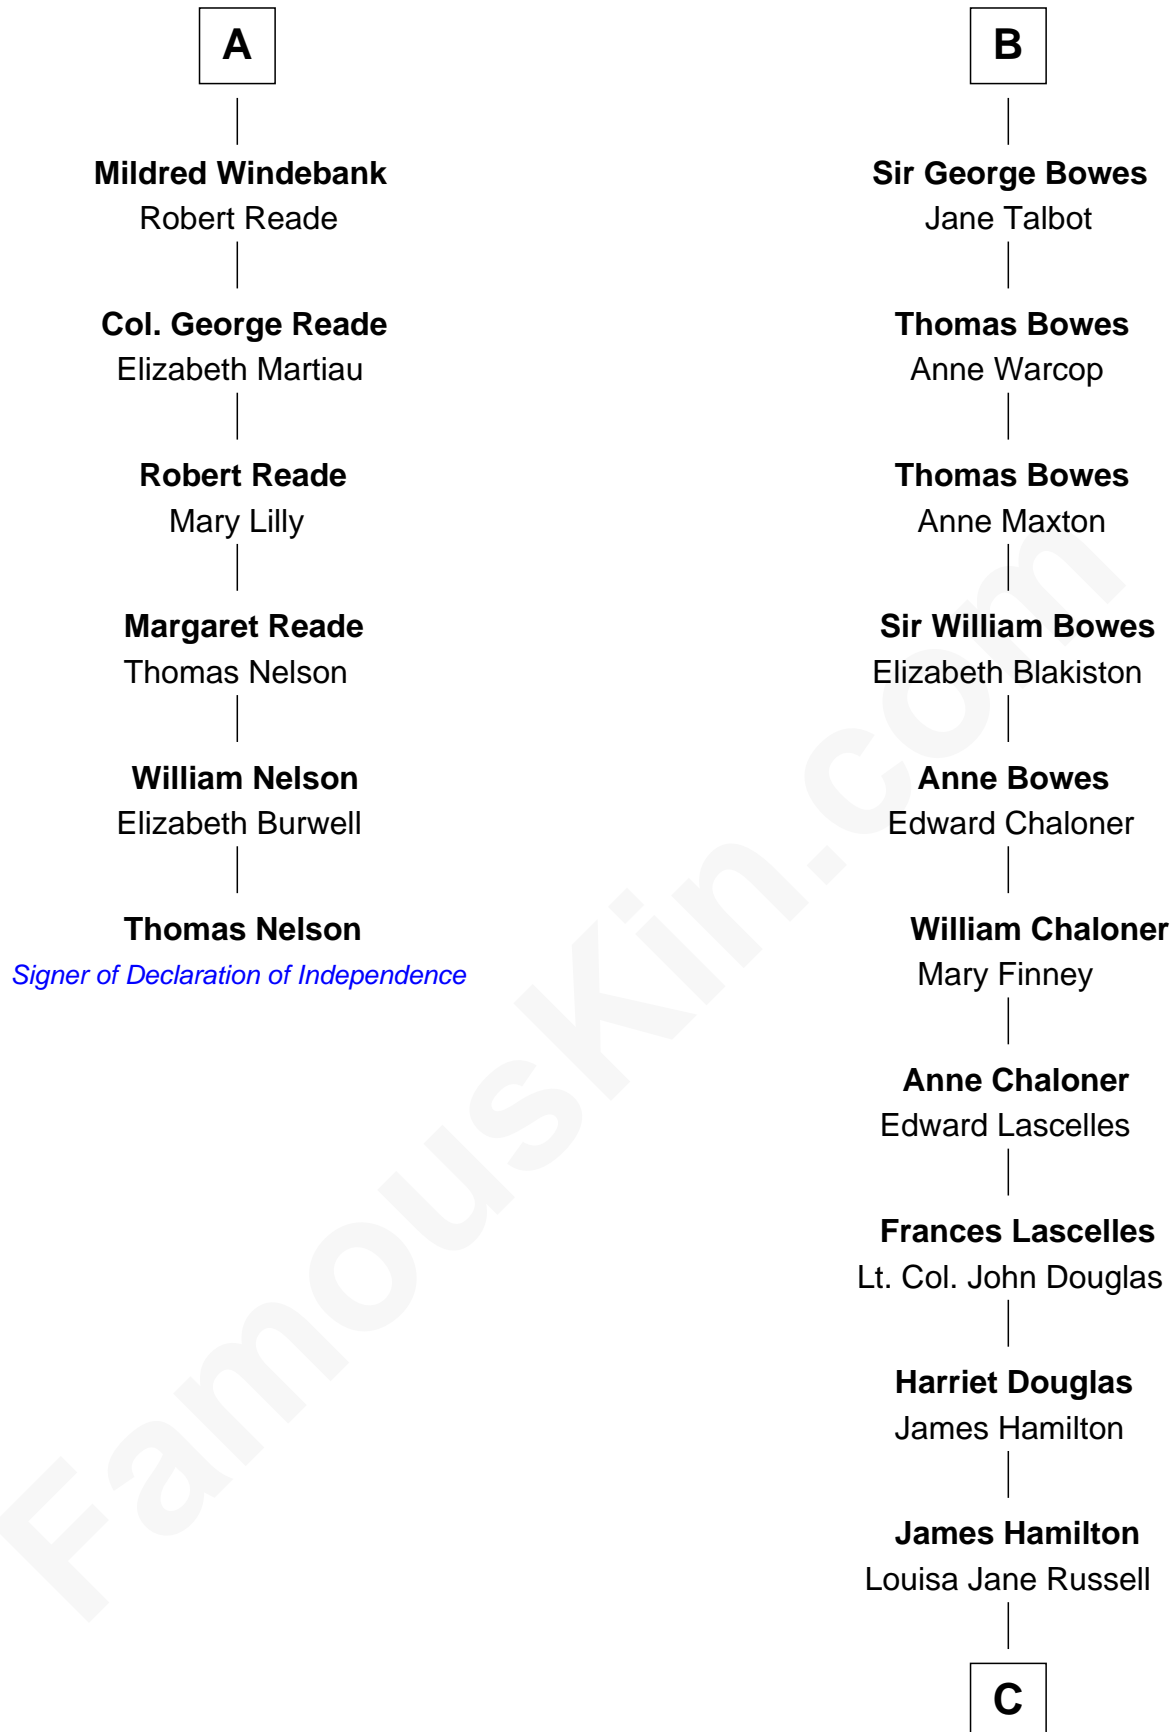 A
Mildred Windebank
Robert Reade
Col. George Reade
Elizabeth Martiau
Robert Reade
Mary Lilly
Margaret Reade
Thomas Nelson
William Nelson
Elizabeth Burwell
Thomas Nelson
Signer of Declaration of Independence
B
Sir George Bowes
Jane Talbot
Thomas Bowes
Anne Warcop
Thomas Bowes
Anne Maxton
Sir William Bowes
Elizabeth Blakiston
Anne Bowes
Edward Chaloner
William Chaloner
Mary Finney
Anne Chaloner
Edward Lascelles
Frances Lascelles
Lt. Col. John Douglas
Harriet Douglas
James Hamilton
James Hamilton
Louisa Jane Russell
C
FamousKin.com